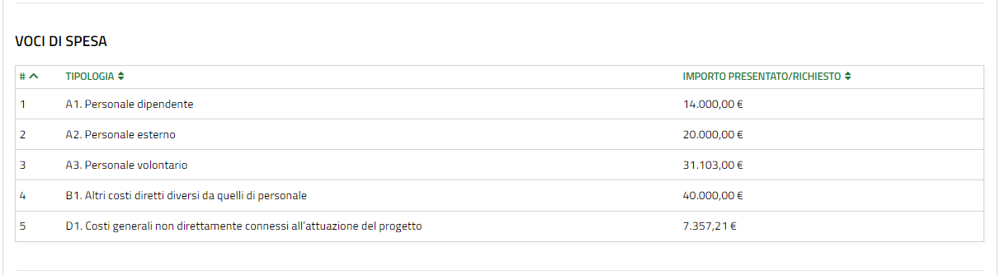 VOCI DI SPESA
# TIPOLOGIA IMPORTO PRESENTATO/RICHIESTO
1 A1. Personale dipendente 14.000,00 €
2 A2. Personale esterno 20.000,00 €
3 A3. Personale volontario 31.103,00 €
4 B1. Altri costi diretti diversi da quelli di personale 40.000,00 €
5 D1. Costi generali non direttamente connessi all'attuazione del progetto 7.357,21 €